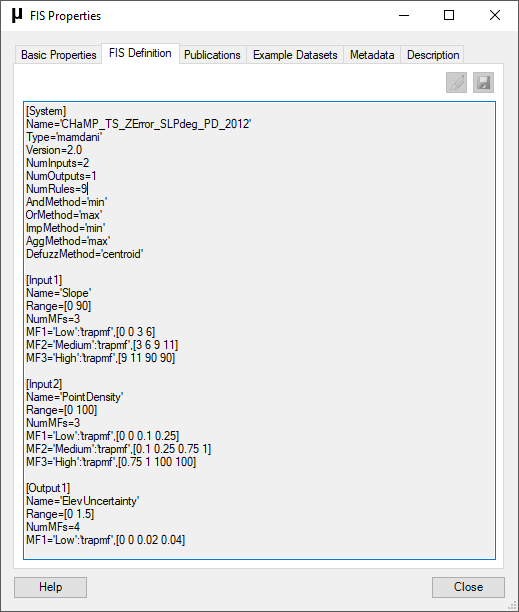 µ FIS Properties
Basic Properties FIS Definition Publications Example Datasets Metadata Description
[System]
Name='CHaMP_TS_ZError_SLPdeg_PD_2012'
Type='mamdani'
Version=2.0
NumInputs=2
NumOutputs=1
NumRules=9
AndMethod='min'
OrMethod='max'
ImpMethod='min'
AggMethod='max'
DefuzzMethod='centroid'
[Input1]
Name='Slope'
Range=[0 90]
NumMFs=3
MF1='Low':'trapmf',[0 0 3 6]
MF2='Medium':'trapmf',[3 6 9 11]
MF3='High':'trapmf',[9 11 90 90]
[Input2]
Name='PointDensity'
Range=[0 100]
NumMFs=3
MF1='Low':'trapmf',[0 0 0.1 0.25]
MF2='Medium':'trapmf',[0.1 0.25 0.75 1]
MF3='High':'trapmf',[0.75 1 100 100]
[Output1]
Name='ElevUncertainty'
Range=[0 1.5]
NumMFs=4
MF1='Low':'trapmf',[0 0 0.02 0.04]
Help Close